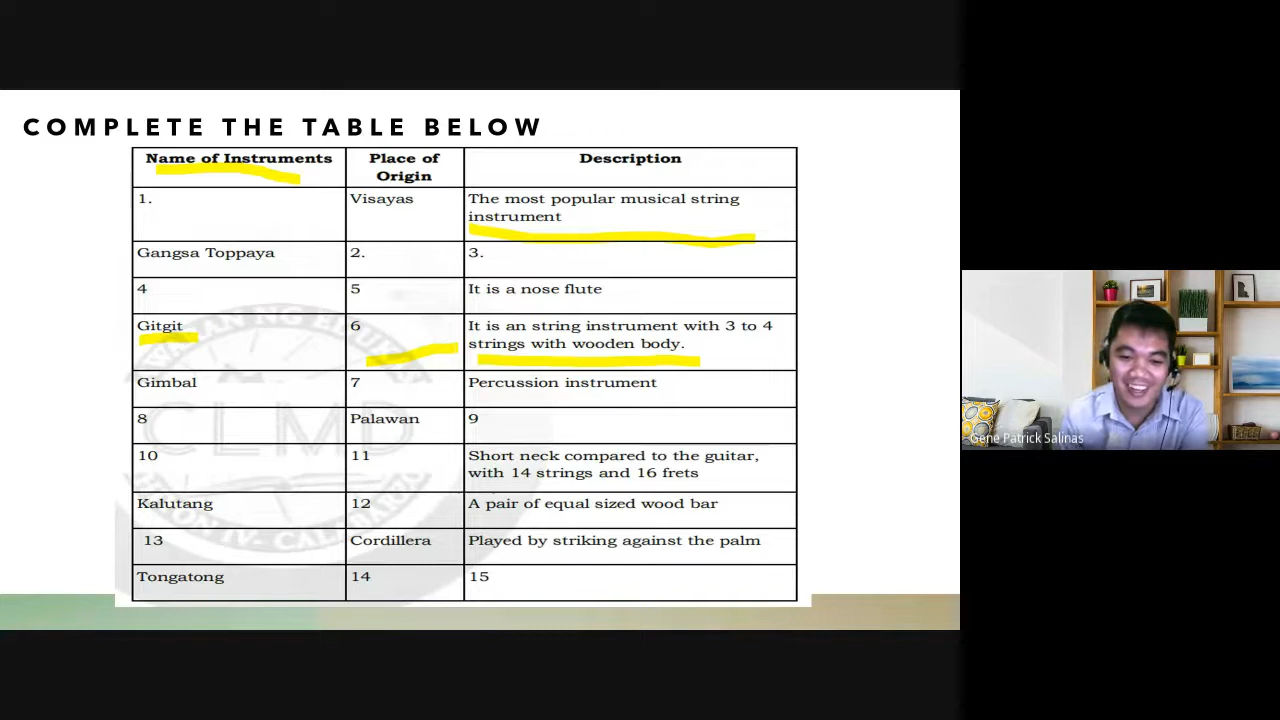 COMPLETE THE TABLE BELOW
Name of Instruments
Place of
Origin
Description
1.
Visayas
The most popular musical string
instrument
Gangsa Toppaya
2.
3.
4
5
It is a nose flute
Gitgit
6
It is an string instrument with 3 to 4
strings with wooden body.
Gimbal
7
Percussion instrument
8
Palawan
9
10
11
Short neck compared to the guitar,
with 14 strings and 16 frets
Kalutang
12
A pair of equal sized wood bar
13
Cordillera
Played by striking against the palm
Tongatong
14
15
CLMD
Gene Patrick Salinas